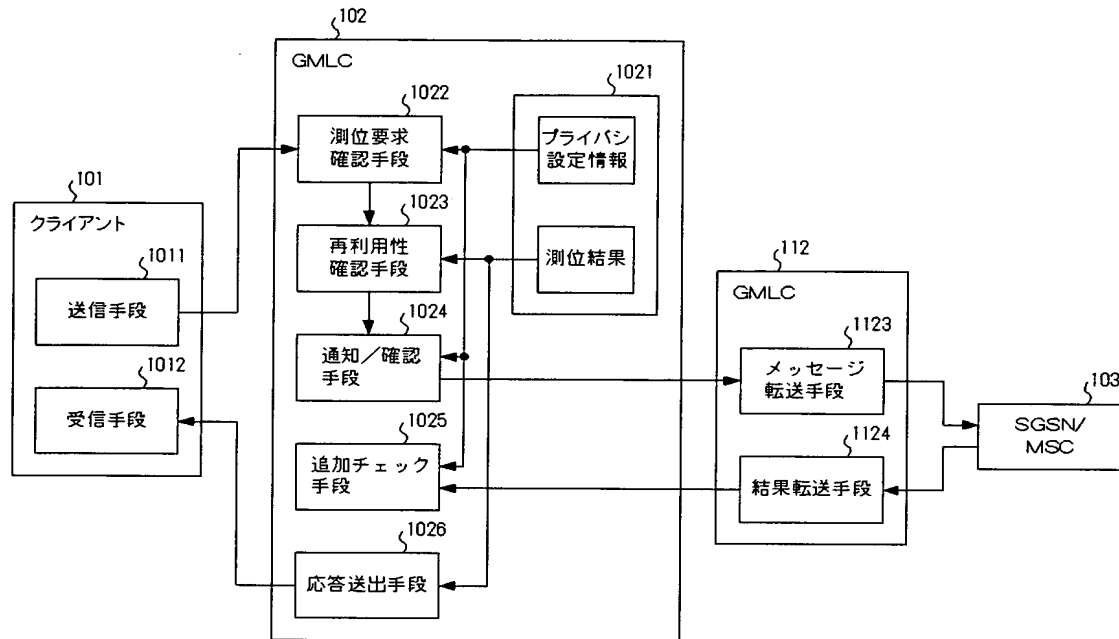 102
GMLC
1021
1022
測位要求
確認手段
プライバシ
設定情報
101
クライアント
1023
再利用性
確認手段
測位結果
112
GMLC
1011
送信手段
1024
通知／確認
手段
1123
メッセージ
転送手段
1012
受信手段
103
SGSN/
MSC
1025
追加チェック
手段
1124
結果転送手段
1026
応答送出手段